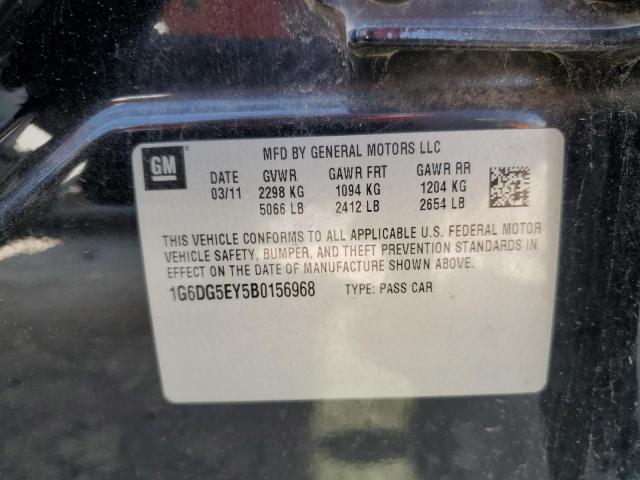 GM
MFD BY GENERAL MOTORS LLC
DATE GVWR GAWR FRT GAWR RR
03/11 2298 KG 1094 KG 1204 KG
5066 LB 2412 LB 2654 LB
THIS VEHICLE CONFORMS TO ALL APPLICABLE U.S. FEDERAL MOTOR
VEHICLE SAFETY, BUMPER, AND THEFT PREVENTION STANDARDS IN
EFFECT ON THE DATE OF MANUFACTURE SHOWN ABOVE.
1G6DG5EY5B0156968 TYPE: PASS CAR